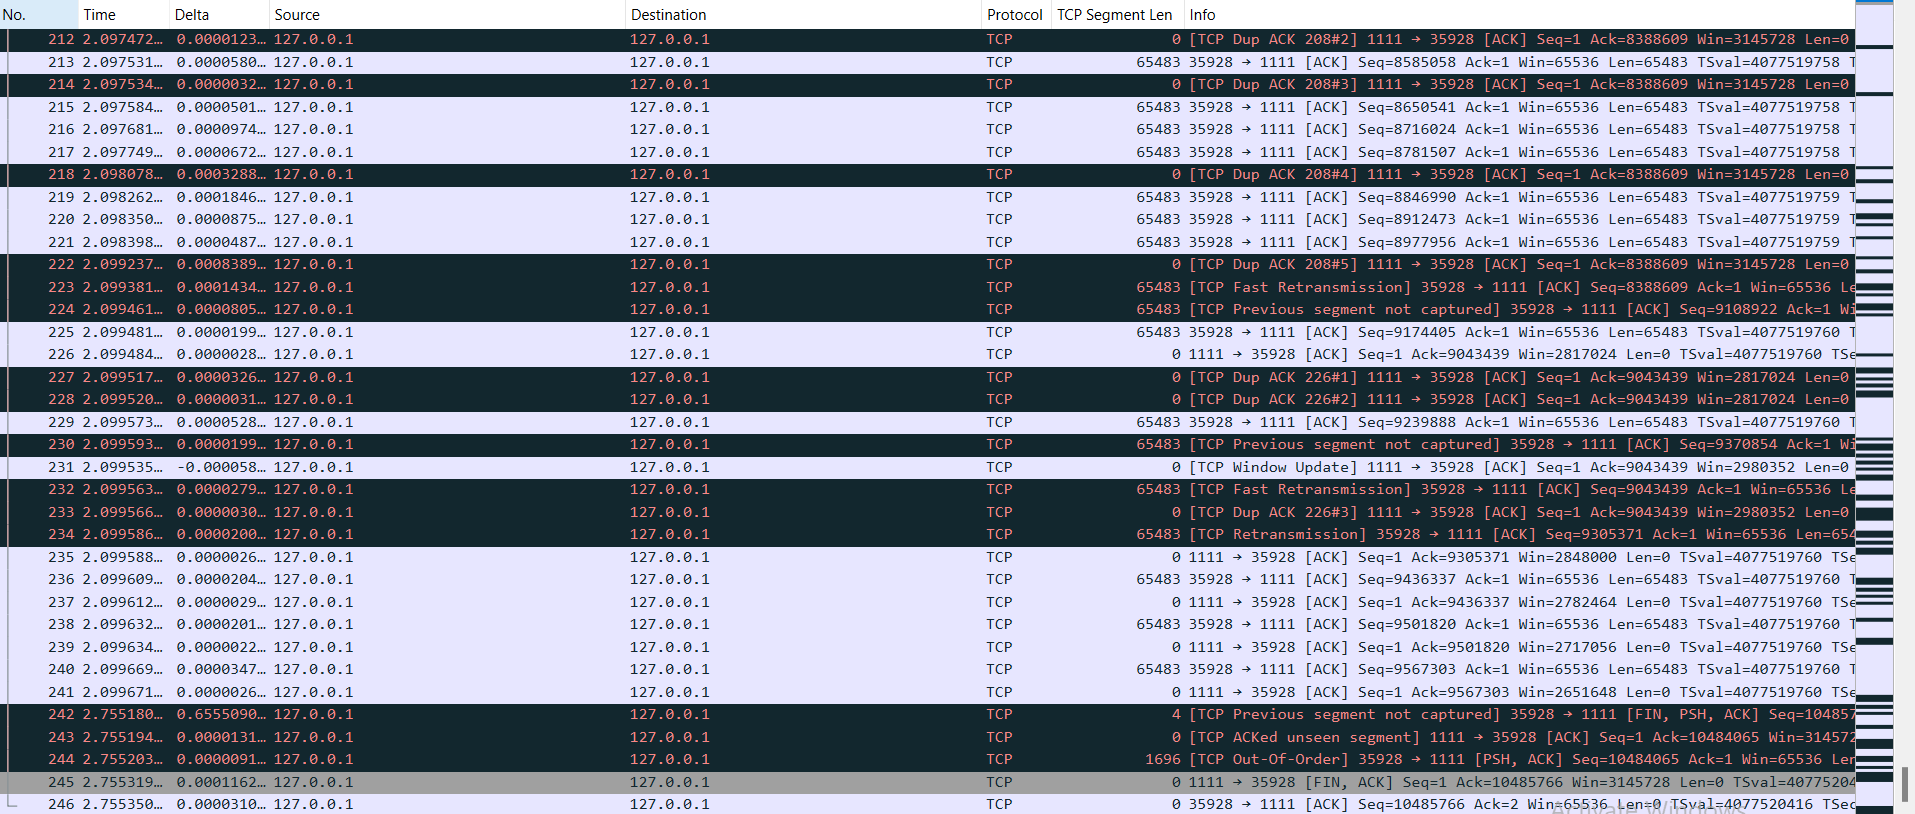 No. Time Delta Source Destination Protocol TCP Segment Len Info
212 2.097472… 0.0000123… 127.0.0.1 127.0.0.1 TCP 0 [TCP Dup ACK 208#2] 1111 → 35928 [ACK] Seq=1 Ack=8388609 Win=3145728 Len=0
213 2.097531… 0.0000580… 127.0.0.1 127.0.0.1 TCP 65483 35928 → 1111 [ACK] Seq=8585058 Ack=1 Win=65536 Len=65483 TSval=4077519758 T
214 2.097534… 0.0000032… 127.0.0.1 127.0.0.1 TCP 0 [TCP Dup ACK 208#3] 1111 → 35928 [ACK] Seq=1 Ack=8388609 Win=3145728 Len=0
215 2.097584… 0.0000501… 127.0.0.1 127.0.0.1 TCP 65483 35928 → 1111 [ACK] Seq=8650541 Ack=1 Win=65536 Len=65483 TSval=4077519758 T
216 2.097681… 0.0000974… 127.0.0.1 127.0.0.1 TCP 65483 35928 → 1111 [ACK] Seq=8716024 Ack=1 Win=65536 Len=65483 TSval=4077519758 T
217 2.097749… 0.0000672… 127.0.0.1 127.0.0.1 TCP 65483 35928 → 1111 [ACK] Seq=8781507 Ack=1 Win=65536 Len=65483 TSval=4077519758 T
218 2.098078… 0.0003288… 127.0.0.1 127.0.0.1 TCP 0 [TCP Dup ACK 208#4] 1111 → 35928 [ACK] Seq=1 Ack=8388609 Win=3145728 Len=0
219 2.098262… 0.0001846… 127.0.0.1 127.0.0.1 TCP 65483 35928 → 1111 [ACK] Seq=8846990 Ack=1 Win=65536 Len=65483 TSval=4077519759 T
220 2.098350… 0.0000875… 127.0.0.1 127.0.0.1 TCP 65483 35928 → 1111 [ACK] Seq=8912473 Ack=1 Win=65536 Len=65483 TSval=4077519759 T
221 2.098398… 0.0000487… 127.0.0.1 127.0.0.1 TCP 65483 35928 → 1111 [ACK] Seq=8977956 Ack=1 Win=65536 Len=65483 TSval=4077519759 T
222 2.099237… 0.0008389… 127.0.0.1 127.0.0.1 TCP 0 [TCP Dup ACK 208#5] 1111 → 35928 [ACK] Seq=1 Ack=8388609 Win=3145728 Len=0
223 2.099381… 0.0001434… 127.0.0.1 127.0.0.1 TCP 65483 [TCP Fast Retransmission] 35928 → 1111 [ACK] Seq=8388609 Ack=1 Win=65536 Le
224 2.099461… 0.0000805… 127.0.0.1 127.0.0.1 TCP 65483 [TCP Previous segment not captured] 35928 → 1111 [ACK] Seq=9108922 Ack=1 Wi
225 2.099481… 0.0000199… 127.0.0.1 127.0.0.1 TCP 65483 35928 → 1111 [ACK] Seq=9174405 Ack=1 Win=65536 Len=65483 TSval=4077519760 T
226 2.099484… 0.0000028… 127.0.0.1 127.0.0.1 TCP 0 1111 → 35928 [ACK] Seq=1 Ack=9043439 Win=2817024 Len=0 TSval=4077519760 TSe
227 2.099517… 0.0000326… 127.0.0.1 127.0.0.1 TCP 0 [TCP Dup ACK 226#1] 1111 → 35928 [ACK] Seq=1 Ack=9043439 Win=2817024 Len=0
228 2.099520… 0.0000031… 127.0.0.1 127.0.0.1 TCP 0 [TCP Dup ACK 226#2] 1111 → 35928 [ACK] Seq=1 Ack=9043439 Win=2817024 Len=0
229 2.099573… 0.0000528… 127.0.0.1 127.0.0.1 TCP 65483 35928 → 1111 [ACK] Seq=9239888 Ack=1 Win=65536 Len=65483 TSval=4077519760 T
230 2.099593… 0.0000199… 127.0.0.1 127.0.0.1 TCP 65483 [TCP Previous segment not captured] 35928 → 1111 [ACK] Seq=9370854 Ack=1 Wi
231 2.099535… -0.000058… 127.0.0.1 127.0.0.1 TCP 0 [TCP Window Update] 1111 → 35928 [ACK] Seq=1 Ack=9043439 Win=2980352 Len=0
232 2.099563… 0.0000279… 127.0.0.1 127.0.0.1 TCP 65483 [TCP Fast Retransmission] 35928 → 1111 [ACK] Seq=9043439 Ack=1 Win=65536 Le
233 2.099566… 0.0000030… 127.0.0.1 127.0.0.1 TCP 0 [TCP Dup ACK 226#3] 1111 → 35928 [ACK] Seq=1 Ack=9043439 Win=2980352 Len=0
234 2.099586… 0.0000200… 127.0.0.1 127.0.0.1 TCP 65483 [TCP Retransmission] 35928 → 1111 [ACK] Seq=9305371 Ack=1 Win=65536 Len=654
235 2.099588… 0.0000026… 127.0.0.1 127.0.0.1 TCP 0 1111 → 35928 [ACK] Seq=1 Ack=9305371 Win=2848000 Len=0 TSval=4077519760 TSe
236 2.099609… 0.0000204… 127.0.0.1 127.0.0.1 TCP 65483 35928 → 1111 [ACK] Seq=9436337 Ack=1 Win=65536 Len=65483 TSval=4077519760 T
237 2.099612… 0.0000029… 127.0.0.1 127.0.0.1 TCP 0 1111 → 35928 [ACK] Seq=1 Ack=9436337 Win=2782464 Len=0 TSval=4077519760 TSe
238 2.099632… 0.0000201… 127.0.0.1 127.0.0.1 TCP 65483 35928 → 1111 [ACK] Seq=9501820 Ack=1 Win=65536 Len=65483 TSval=4077519760 T
239 2.099634… 0.0000022… 127.0.0.1 127.0.0.1 TCP 0 1111 → 35928 [ACK] Seq=1 Ack=9501820 Win=2717056 Len=0 TSval=4077519760 TSe
240 2.099669… 0.0000347… 127.0.0.1 127.0.0.1 TCP 65483 35928 → 1111 [ACK] Seq=9567303 Ack=1 Win=65536 Len=65483 TSval=4077519760 T
241 2.099671… 0.0000026… 127.0.0.1 127.0.0.1 TCP 0 1111 → 35928 [ACK] Seq=1 Ack=9567303 Win=2651648 Len=0 TSval=4077519760 TSe
242 2.755180… 0.6555090… 127.0.0.1 127.0.0.1 TCP 4 [TCP Previous segment not captured] 35928 → 1111 [FIN, PSH, ACK] Seq=104857
243 2.755194… 0.0000131… 127.0.0.1 127.0.0.1 TCP 0 [TCP ACKed unseen segment] 1111 → 35928 [ACK] Seq=1 Ack=10484065 Win=314572
244 2.755203… 0.0000091… 127.0.0.1 127.0.0.1 TCP 1696 [TCP Out-Of-Order] 35928 → 1111 [PSH, ACK] Seq=10484065 Ack=1 Win=65536 Len
245 2.755319… 0.0001162… 127.0.0.1 127.0.0.1 TCP 0 1111 → 35928 [FIN, ACK] Seq=1 Ack=10485766 Win=3145728 Len=0 TSval=40775204
246 2.755350… 0.0000310… 127.0.0.1 127.0.0.1 TCP 0 35928 → 1111 [ACK] Seq=10485766 Ack=2 Win=65536 Len=0 TSval=4077520416 TSec
Activate Windows